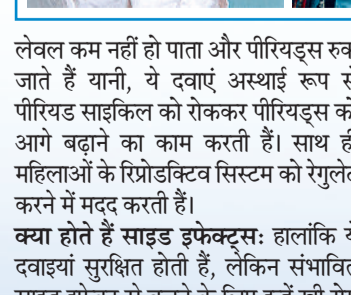 लेवल कम नहीं हो पाता और पीरियड्स रुक
जाते हैं यानी, ये दवाएं अस्थाई रूप से
पीरियड साइकिल को रोककर पीरियड्स को
आगे बढ़ाने का काम करती हैं। साथ ही
महिलाओं के रिप्रोडक्टिव सिस्टम को रेगुलेट
करने में मदद करती हैं।
क्या होते हैं साइड इफेक्ट्स: हालांकि ये
दवाइयां सुरक्षित होती हैं, लेकिन संभावित